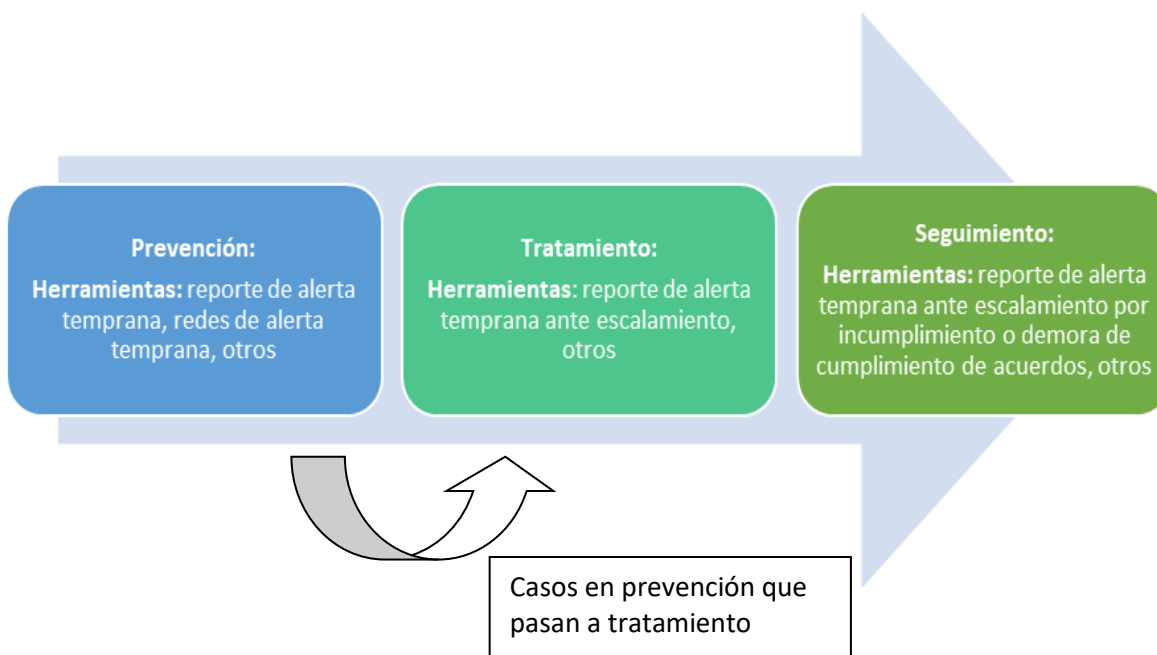 Prevención:
Herramientas: reporte de alerta
temprana, redes de alerta
temprana, otros
Tratamiento:
Herramientas: reporte de alerta
temprana ante escalamiento,
otros
Seguimiento:
Herramientas: reporte de alerta
temprana ante escalamiento por
incumplimiento o demora de
cumplimiento de acuerdos, otros
Casos en prevención que
pasan a tratamiento